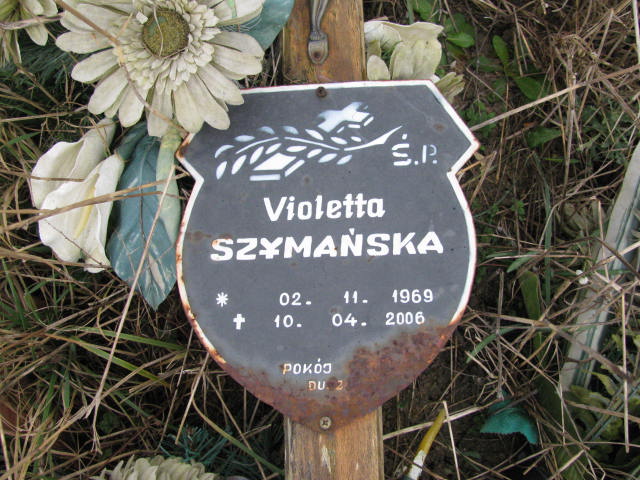 Ś.P.
Violetta
SZYMAŃSKA
* 02. 11. 1969
✝ 10. 04. 2006
POKÓJ